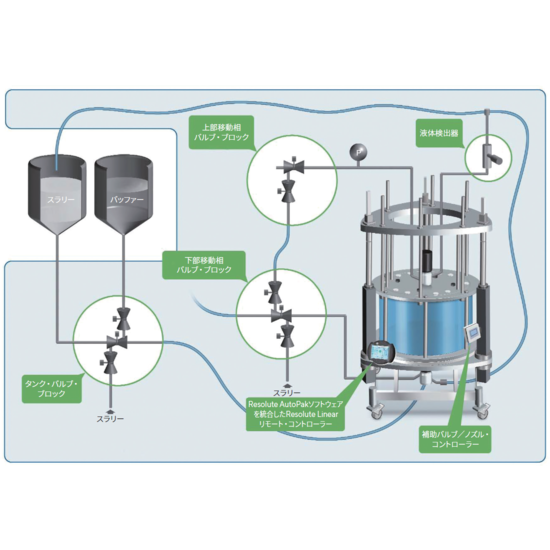 上部移動相
バルブ・ブロック
液体検出器
スラリー
バッファー
P
下部移動相
バルブ・ブロック
タンク・バルブ・
ブロック
スラリー
スラリー
Resolute AutoPakソフトウェア
を統合したResolute Linear
リモート・コントローラー
補助バルブ／ノズル・
コントローラー